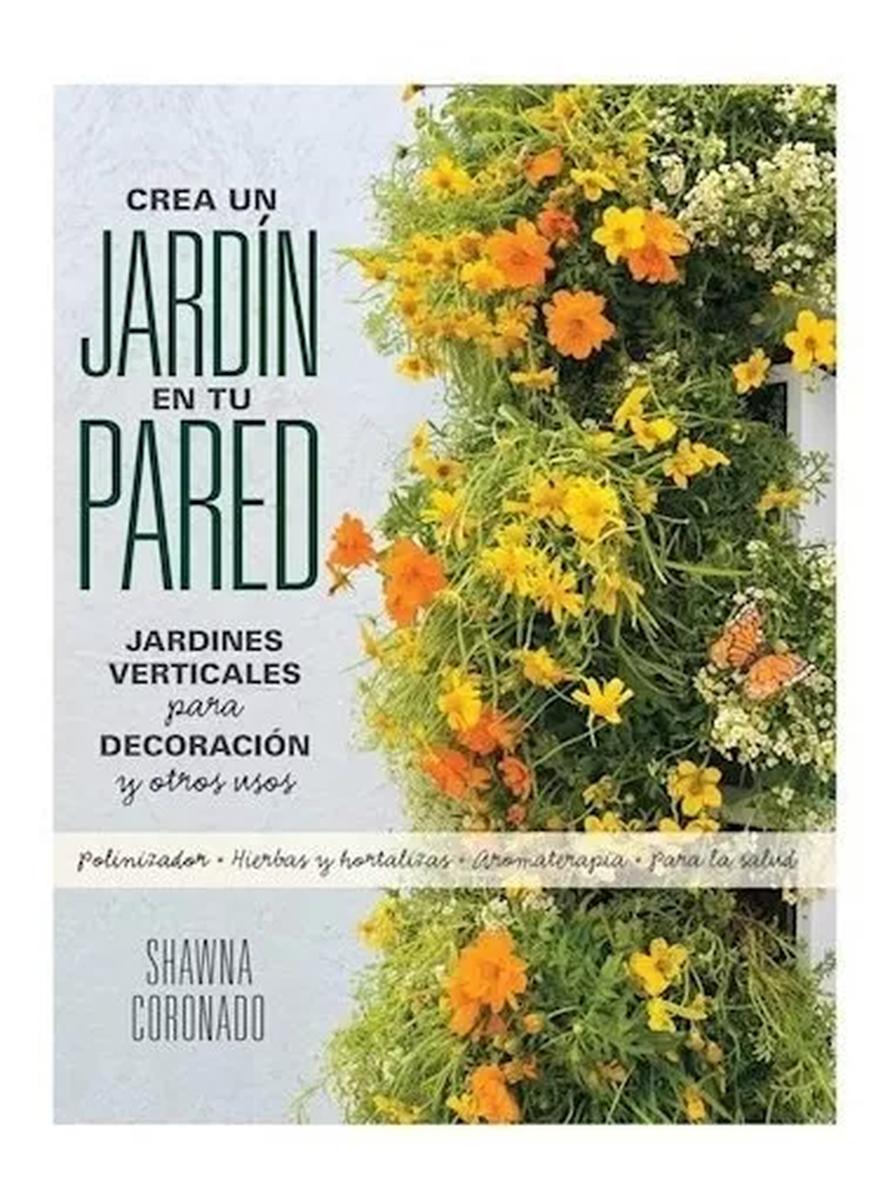 CREA UN
JARDÍN
EN TU
PARED
JARDINES
VERTICALES
para
DECORACIÓN
y otros usos
Polinizador • Hierbas y hortalizas • Aromaterapia • Para la salud
SHAWNA
CORONADO